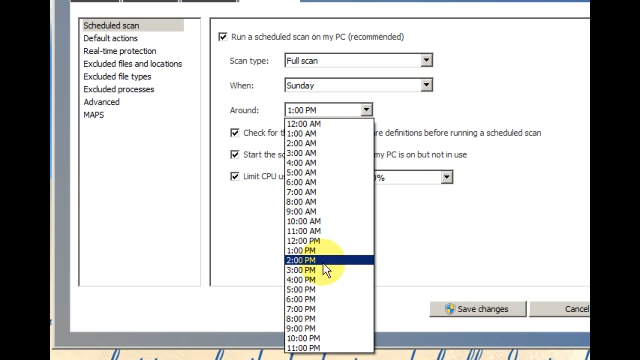 Scheduled scan
Default actions
Real-time protection
Excluded files and locations
Excluded file types
Excluded processes
Advanced
MAPS
Run a scheduled scan on my PC (recommended)
Scan type: Full scan
When: Sunday
Around: 1:00 PM
12:00 AM
1:00 AM
2:00 AM
3:00 AM
4:00 AM
5:00 AM
6:00 AM
7:00 AM
8:00 AM
9:00 AM
10:00 AM
11:00 AM
12:00 PM
1:00 PM
2:00 PM
3:00 PM
4:00 PM
5:00 PM
6:00 PM
7:00 PM
8:00 PM
9:00 PM
10:00 PM
11:00 PM
Check for th re definitions before running a scheduled scan
Start the sc my PC is on but not in use
Limit CPU us 0%
Save changes
Cancel